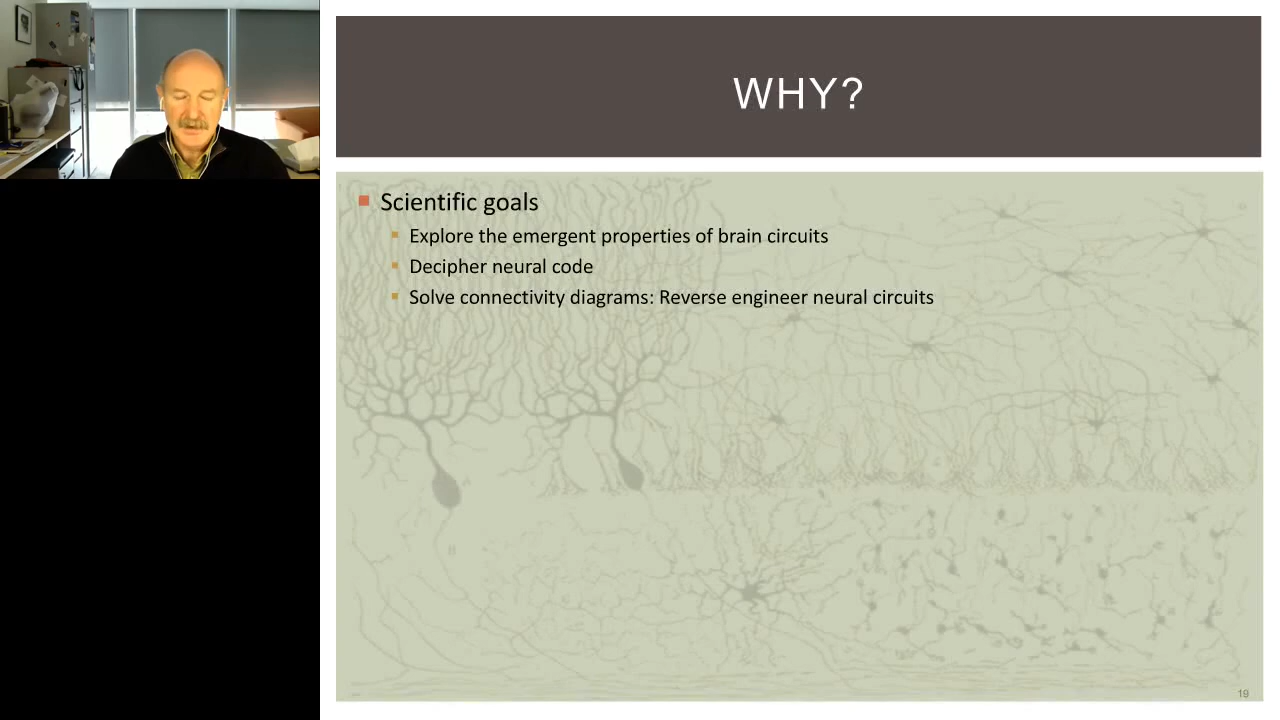 WHY?
Scientific goals
Explore the emergent properties of brain circuits
Decipher neural code
Solve connectivity diagrams: Reverse engineer neural circuits
19